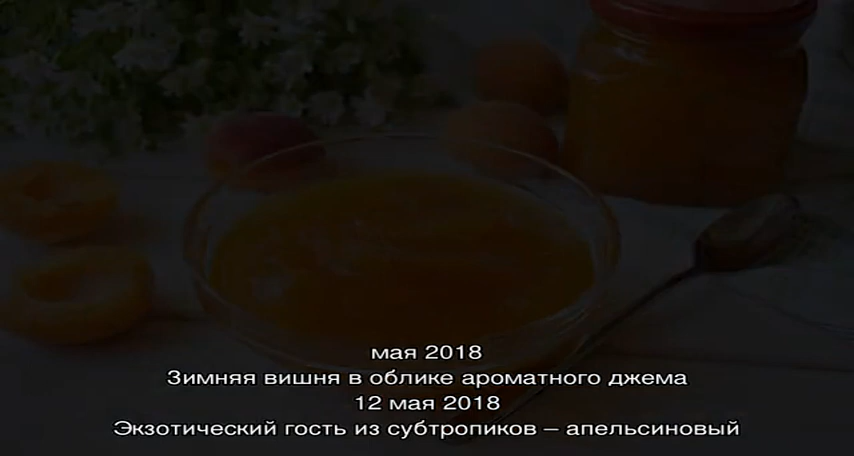 мая 2018
Зимняя вишня в облике ароматного джема
12 мая 2018
Экзотический гость из субтропиков – апельсиновый